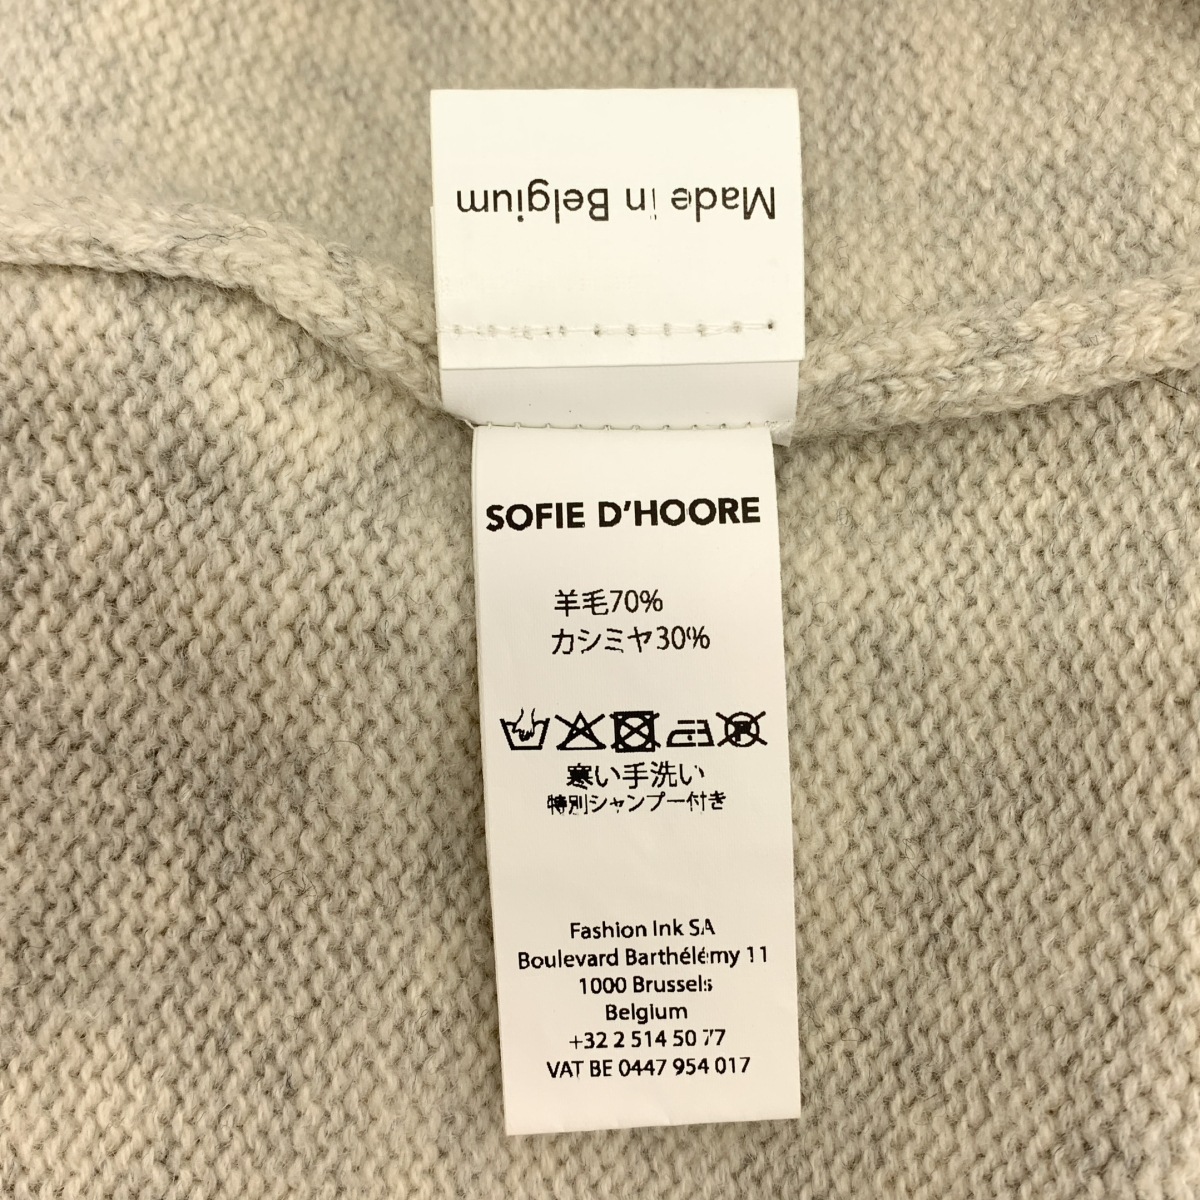 Made in Belgium
SOFIE D'HOORE
羊毛70%
カシミヤ30%
寒い手洗い
特別シャンプー付き
Fashion Ink SA
Boulevard Barthélémy 11
1000 Brussels
Belgium
+32 2 514 50 77
VAT BE 0447 954 017